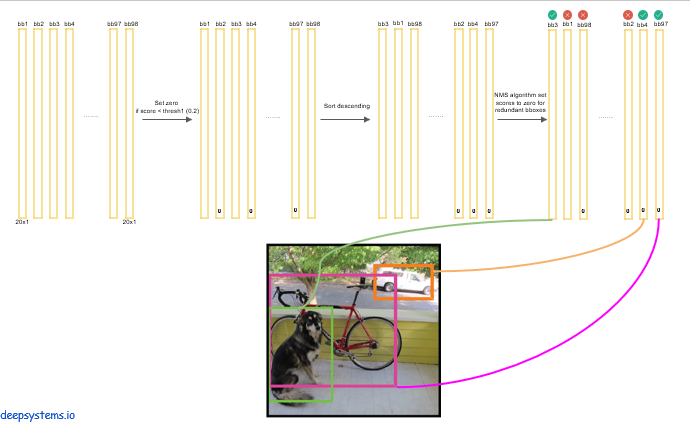 bb1 bb2 bb3 bb4 bb97 bb98
bb1 bb2 bb3 bb4 bb97 bb98
bb3 bb1 bb98 bb2 bb4 bb97
bb3 bb1 bb98 bb2 bb4 bb97
Set zero
if score < thresh1 (0.2)
Sort descending
NMS algorithm set
scores to zero for
redundant bboxes
....... ....... ....... .......
0 0 0 0 0 0 0 0 0 0
20x1 20x1
deepsystems.io